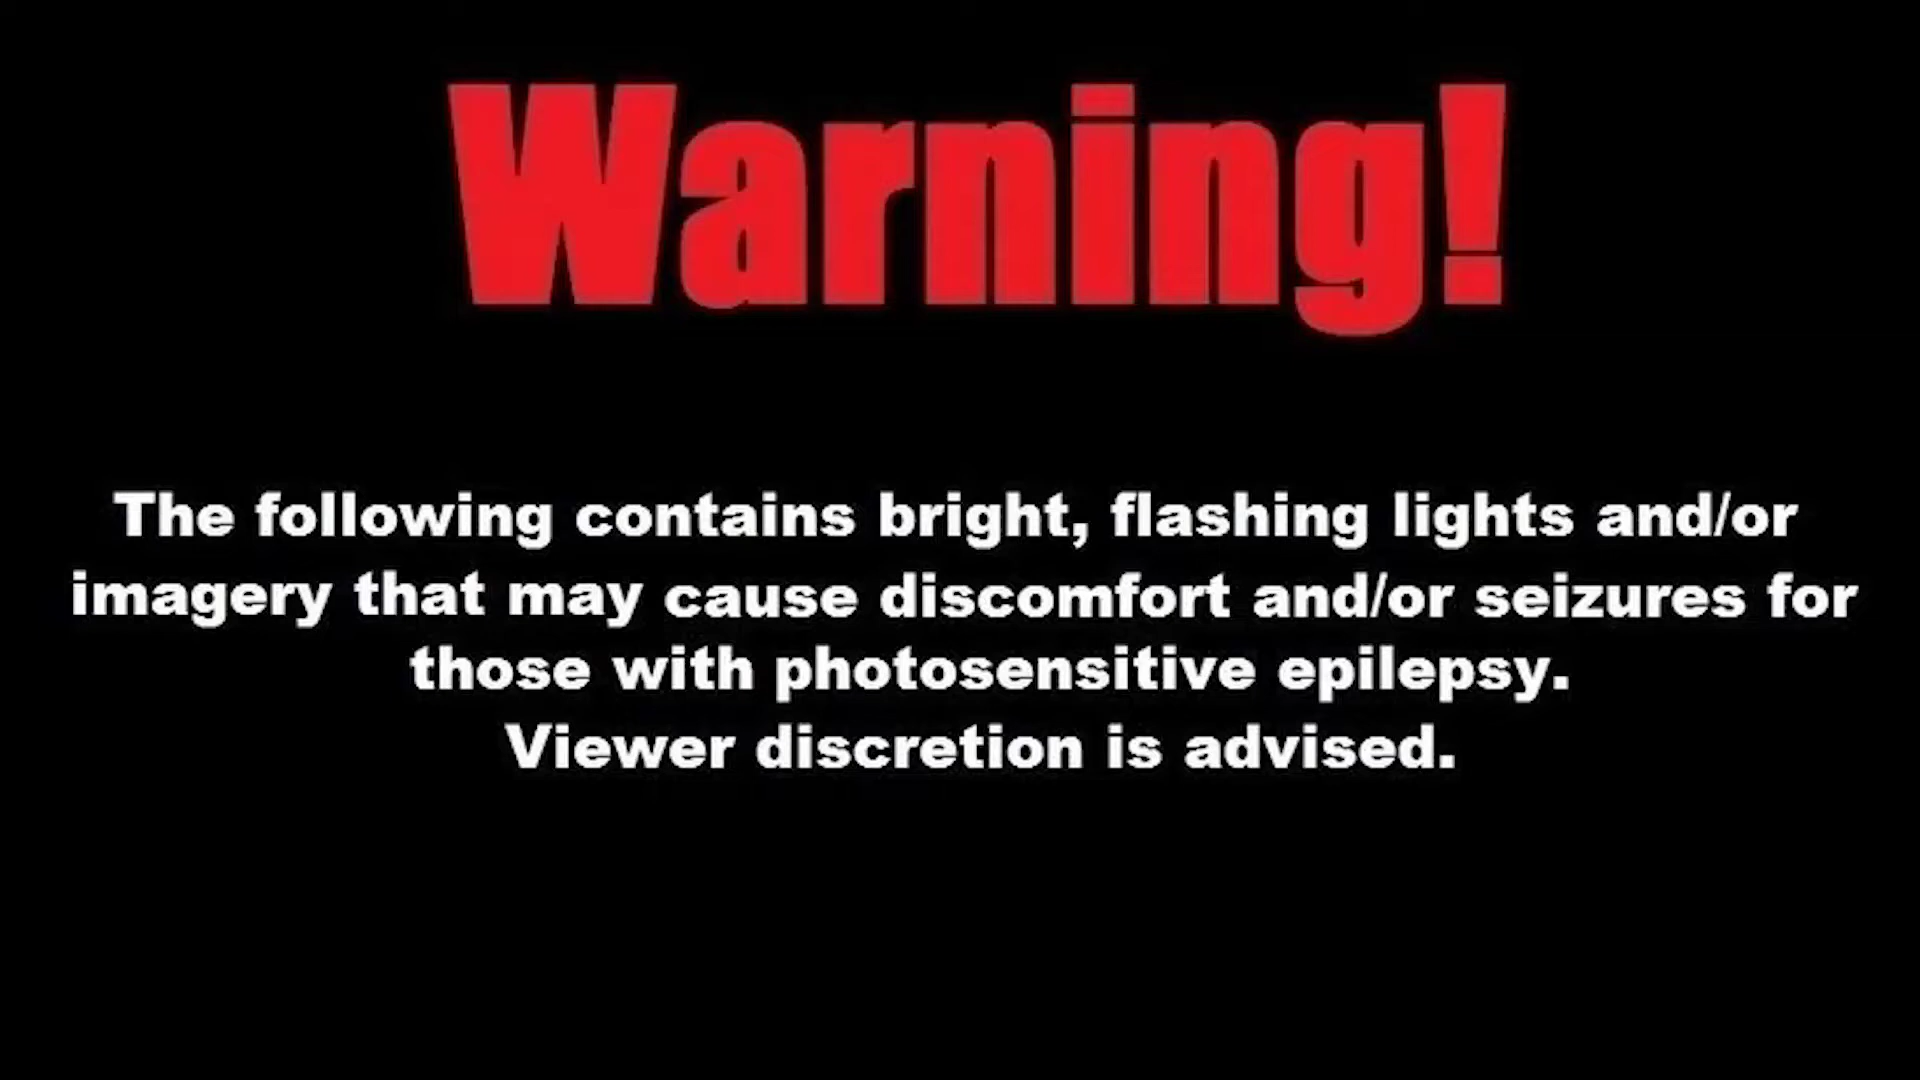 Warning!
The following contains bright, flashing lights and/or
imagery that may cause discomfort and/or seizures for
those with photosensitive epilepsy.
Viewer discretion is advised.